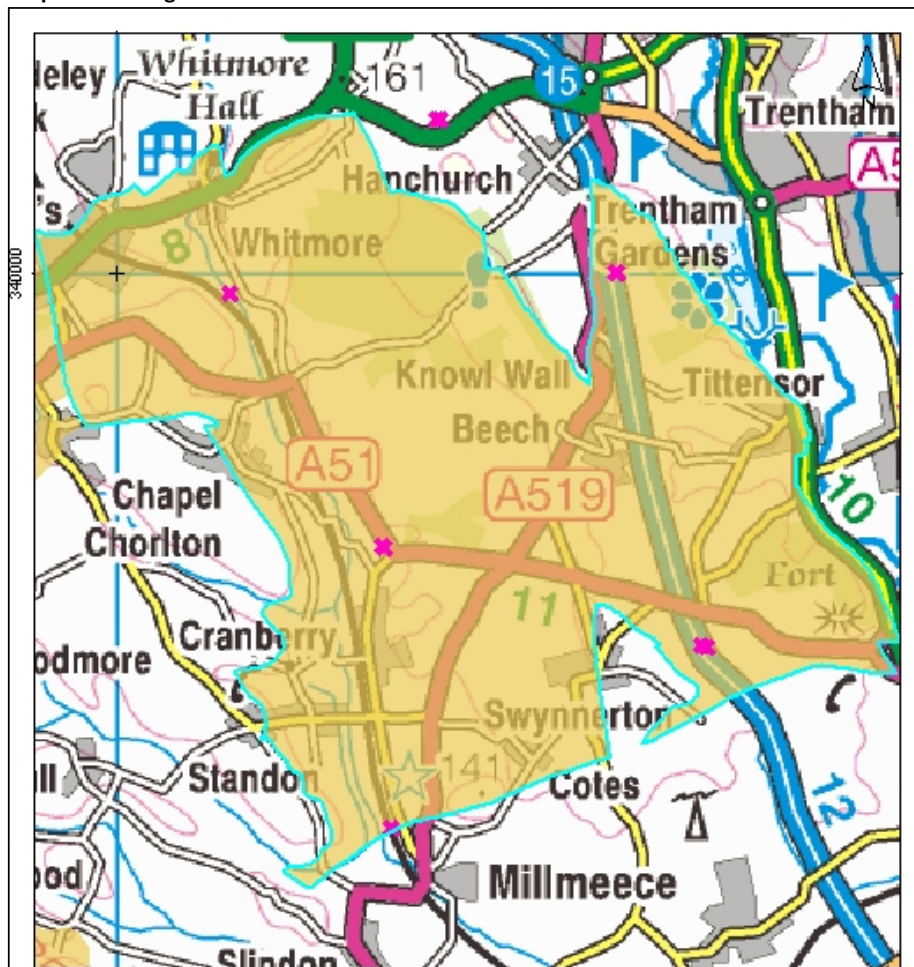 Whitmore
Hall
161
15
Trentham
Hanchurch
Trentham
Gardens
8
Whitmore
340000
Knowl Wall
Tittensor
Beech
A51
A519
10
Chapel
Chorlton
Fort
11
Cranberry
Swynnerton
141
Standon
Cotes
12
Millmeece
Slindon